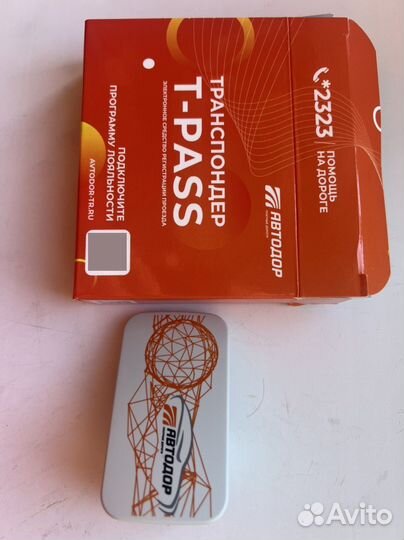 ТРАНСПОНДЕР
T-PASS
ЭЛЕКТРОННОЕ СРЕДСТВО РЕГИСТРАЦИИ ПРОЕЗДА
ПОДКЛЮЧИТЕ
ПРОГРАММУ ЛОЯЛЬНОСТИ
AVTODOR-TR.RU
АВТОДОР
*2323
ПОМОЩЬ
НА ДОРОГЕ
АВТОДОР
Avito